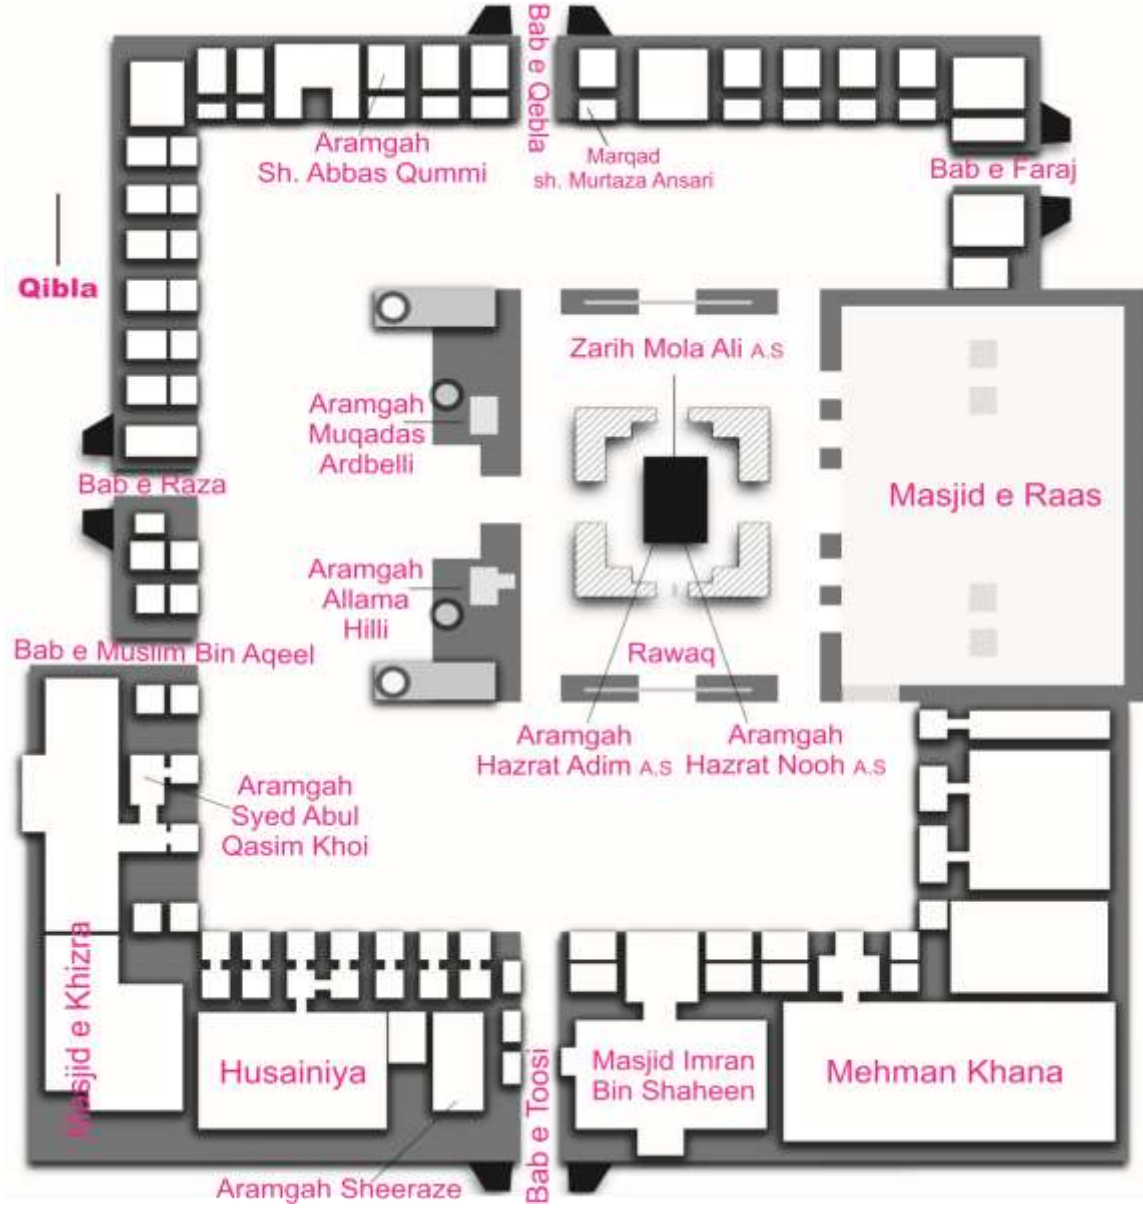 Bab e Qebla
Aramgah
Sh. Abbas Qummi
Marqad
sh. Murtaza Ansari
Bab e Faraj
Qibla
Zarih Mola Ali A.S
Aramgah
Muqadas
Ardbelli
Bab e Raza
Masjid e Raas
Aramgah
Allama
Hilli
Bab e Muslim Bin Aqeel
Rawaq
Aramgah
Hazrat Adim A.S
Aramgah
Hazrat Nooh A.S
Aramgah
Syed Abul
Qasim Khoi
Masjid e Khizra
Husainiya
Bab e Toosi
Masjid Imran
Bin Shaheen
Mehman Khana
Aramgah Sheeraze